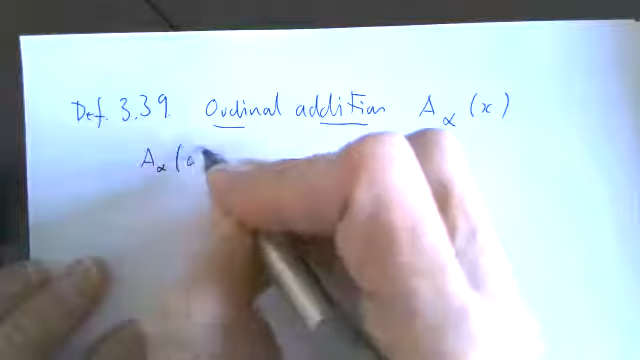 Def. 3.39. Ordinal addition A_α (x)
A_α (